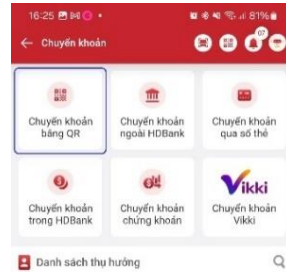 16:25 81%
Chuyển khoản
07
Chuyển khoản
bằng QR
Chuyển khoản
ngoài HDBank
Chuyển khoản
qua số thẻ
Chuyển khoản
trong HDBank
Chuyển khoản
chứng khoán
Vikki
Chuyển khoản
Vikki
Danh sách thụ hưởng